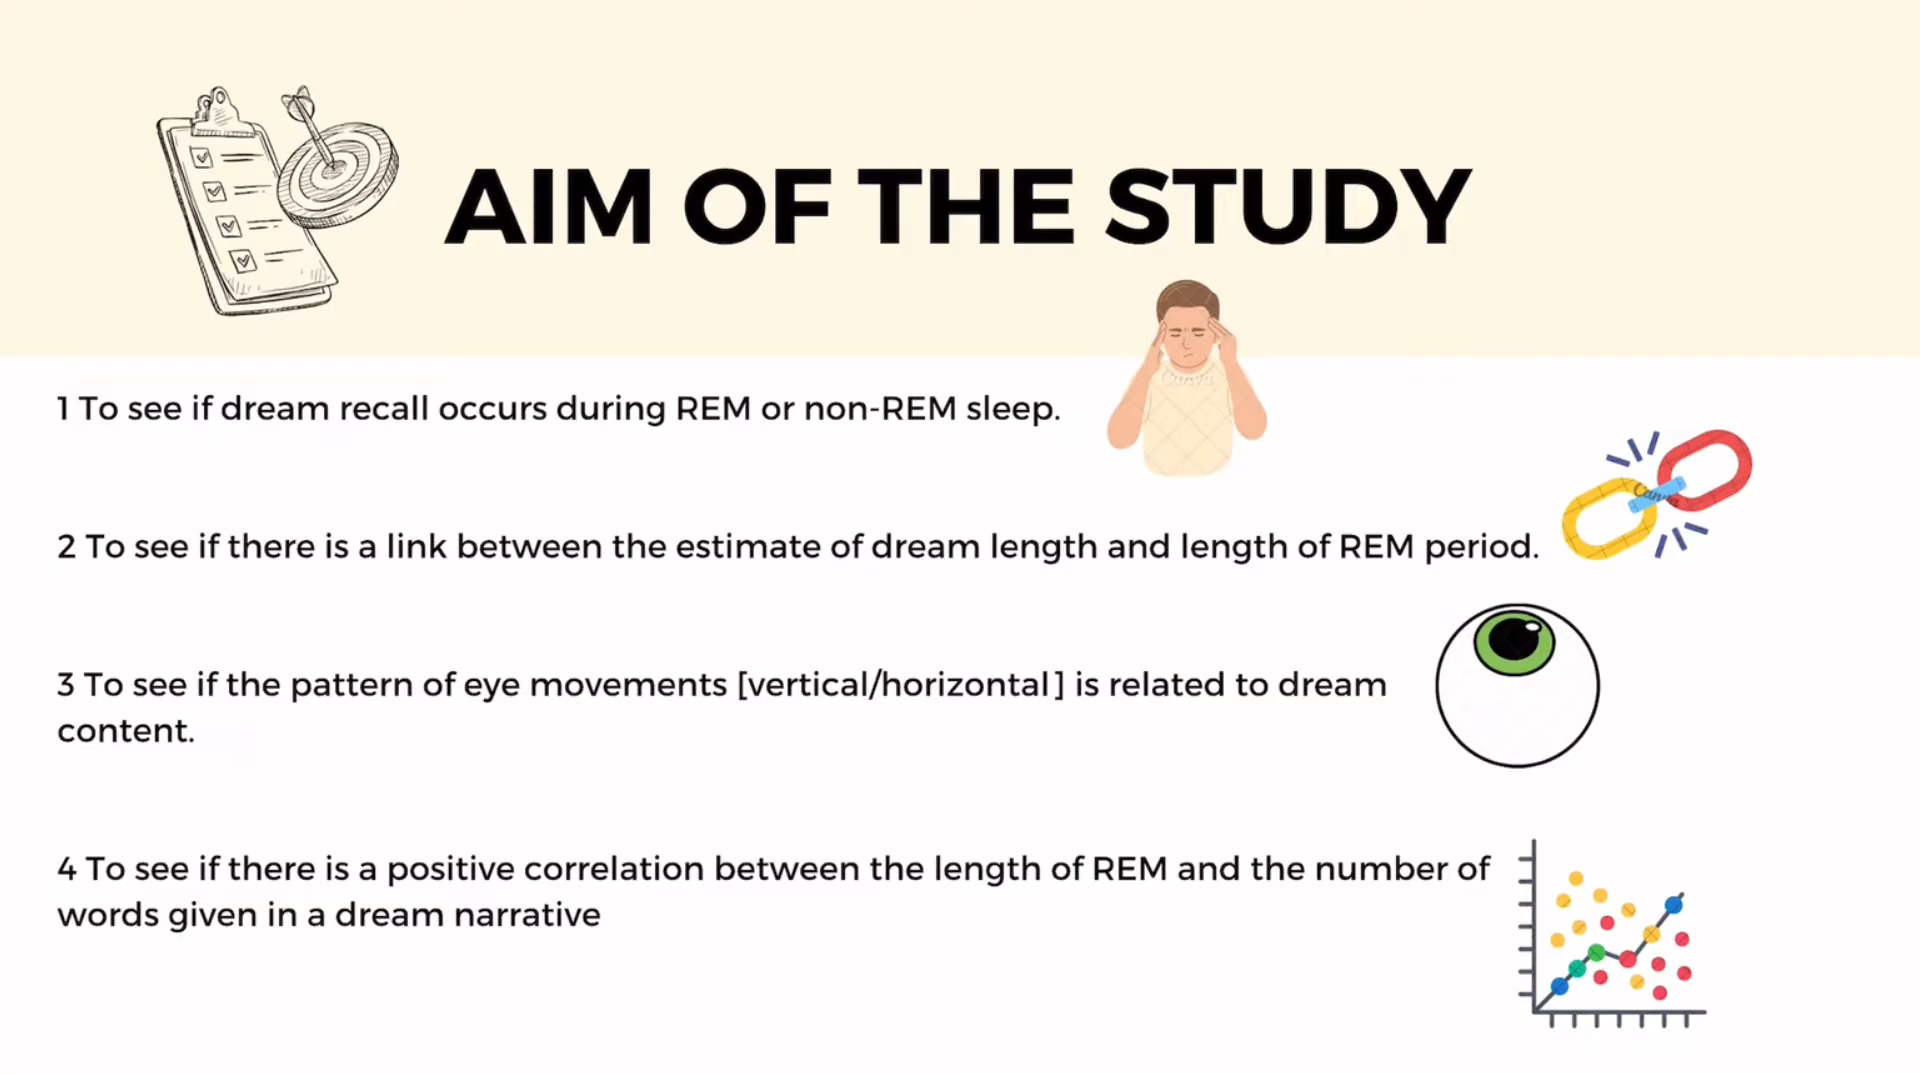 AIM OF THE STUDY
1 To see if dream recall occurs during REM or non-REM sleep.
2 To see if there is a link between the estimate of dream length and length of REM period.
3 To see if the pattern of eye movements [vertical/horizontal] is related to dream
content.
4 To see if there is a positive correlation between the length of REM and the number of
words given in a dream narrative
Canva
Canva